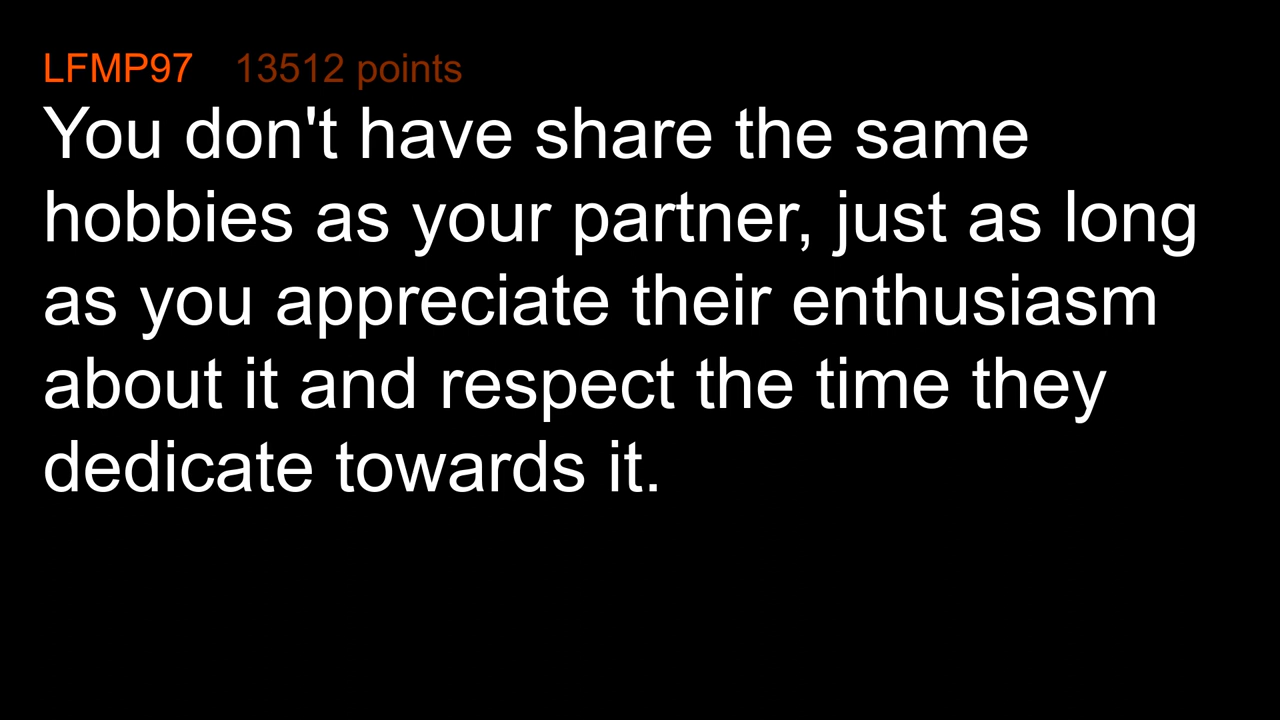 LFMP97 13512 points
You don't have share the same
hobbies as your partner, just as long
as you appreciate their enthusiasm
about it and respect the time they
dedicate towards it.